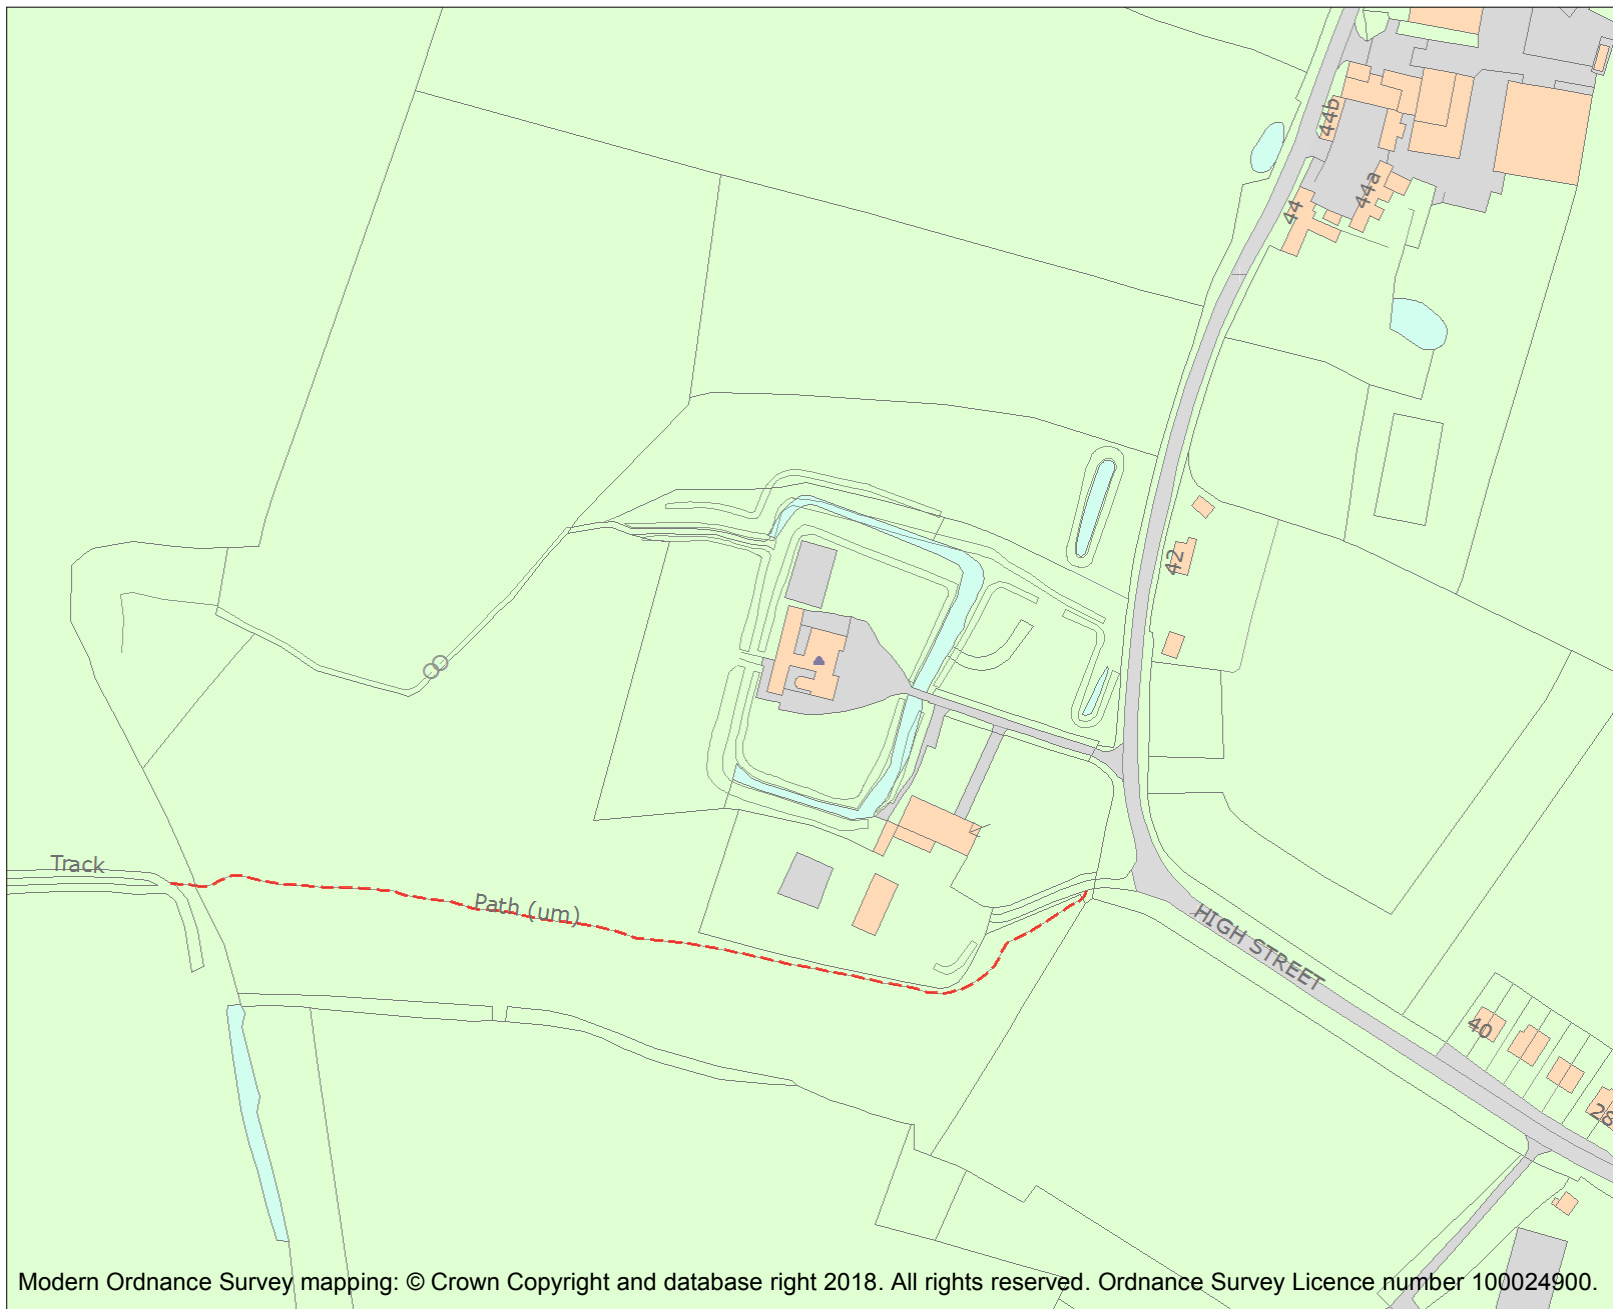 44b
44a
44
42
Track
Path (um)
HIGH STREET
40
28
Modern Ordnance Survey mapping: © Crown Copyright and database right 2018. All rights reserved. Ordnance Survey Licence number 100024900.